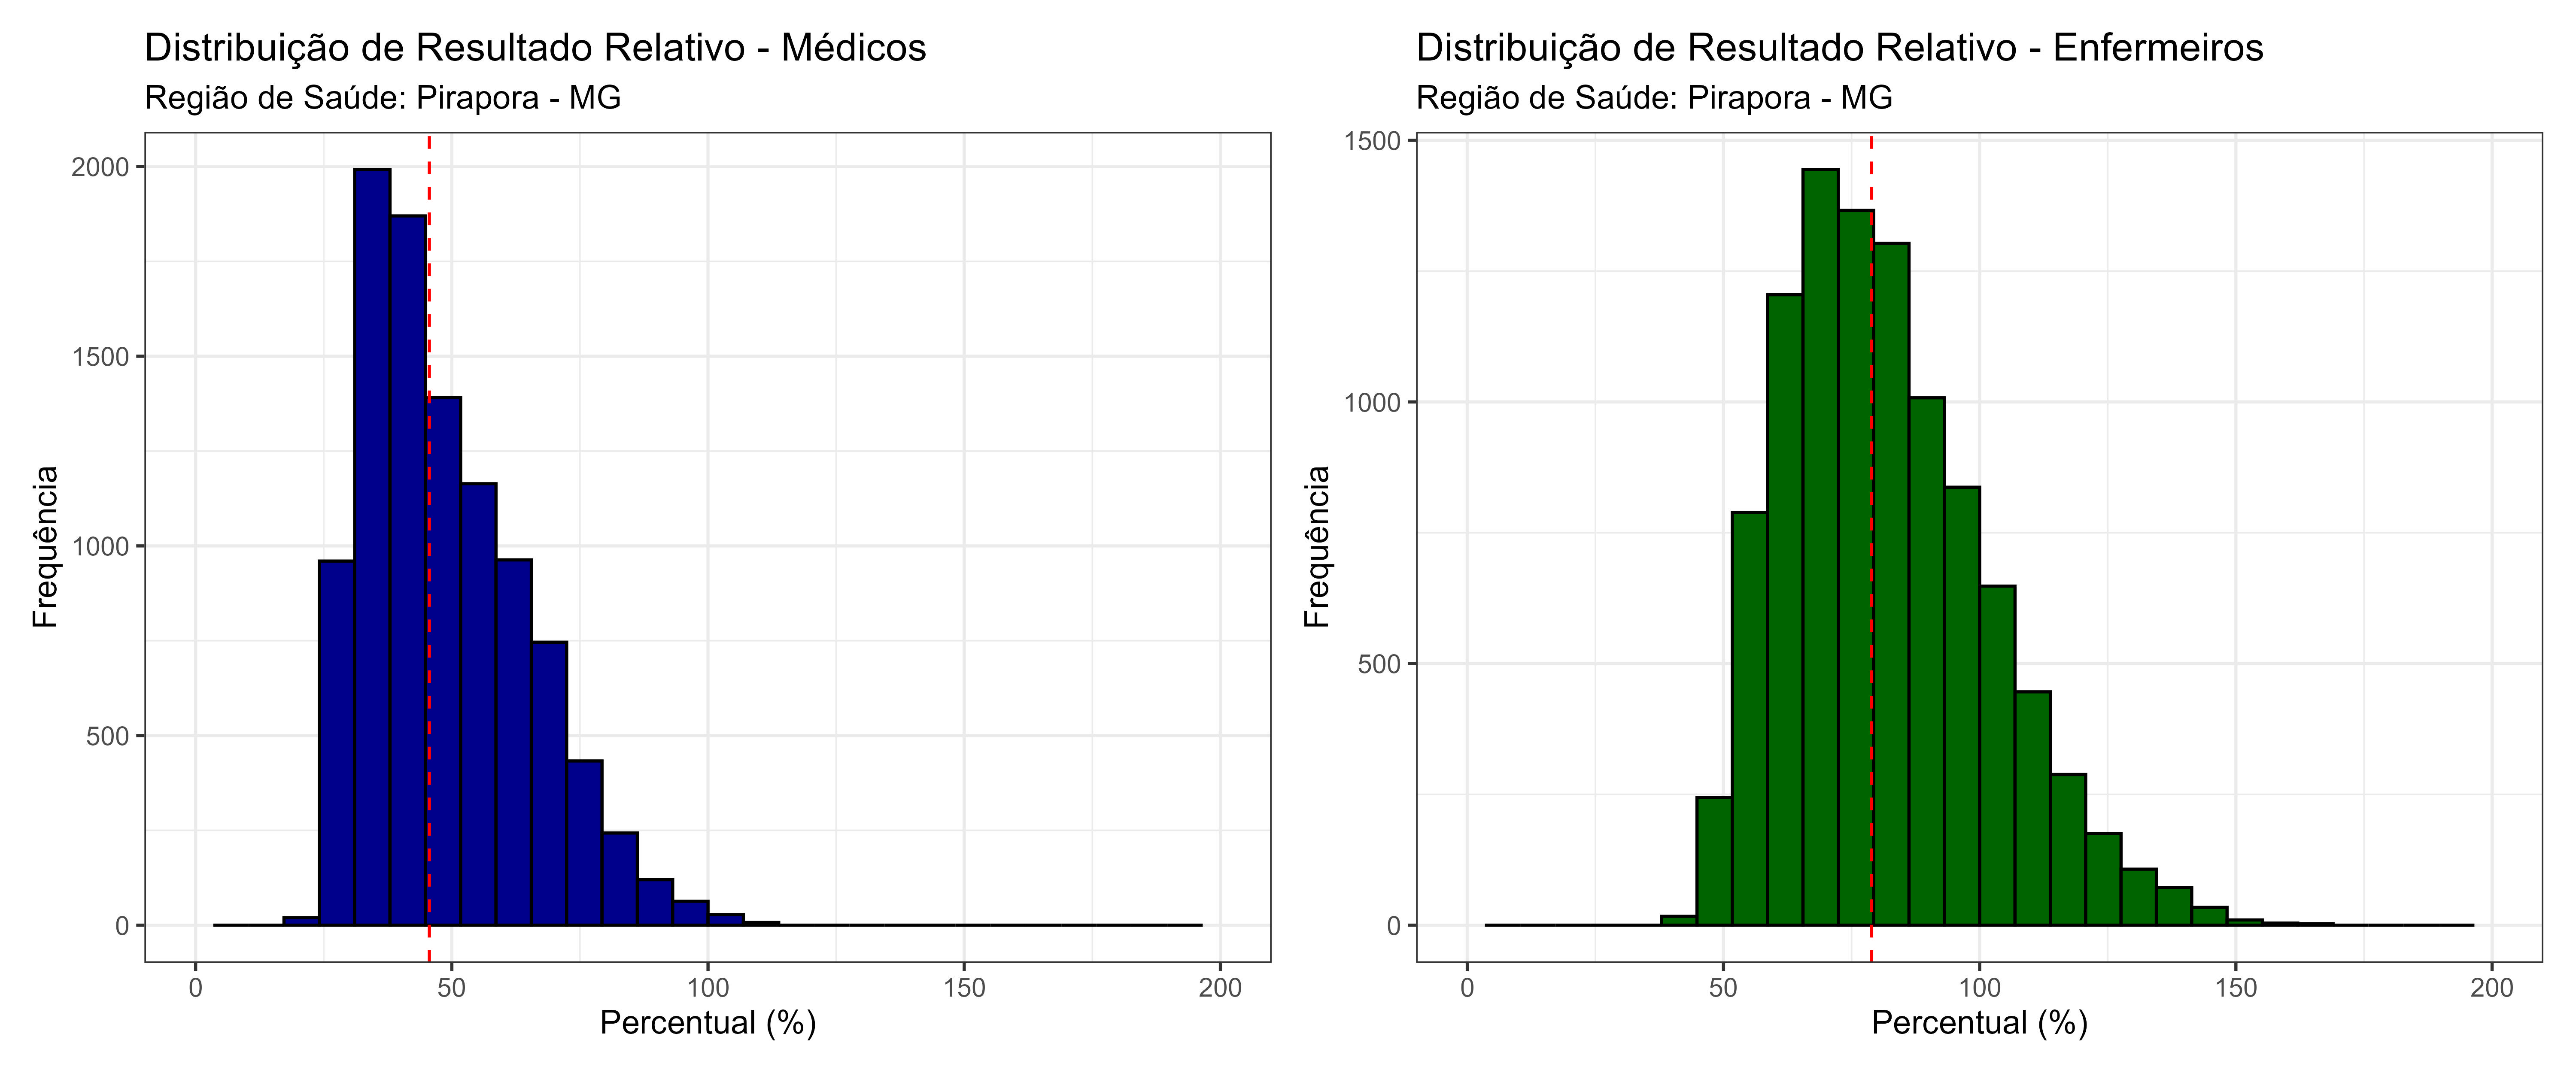 Distribuição de Resultado Relativo - Médicos
Região de Saúde: Pirapora - MG
2000
1500
1000
500
0
Frequência
0 50 100 150 200
Percentual (%)
Distribuição de Resultado Relativo - Enfermeiros
Região de Saúde: Pirapora - MG
1500
1000
500
0
Frequência
0 50 100 150 200
Percentual (%)